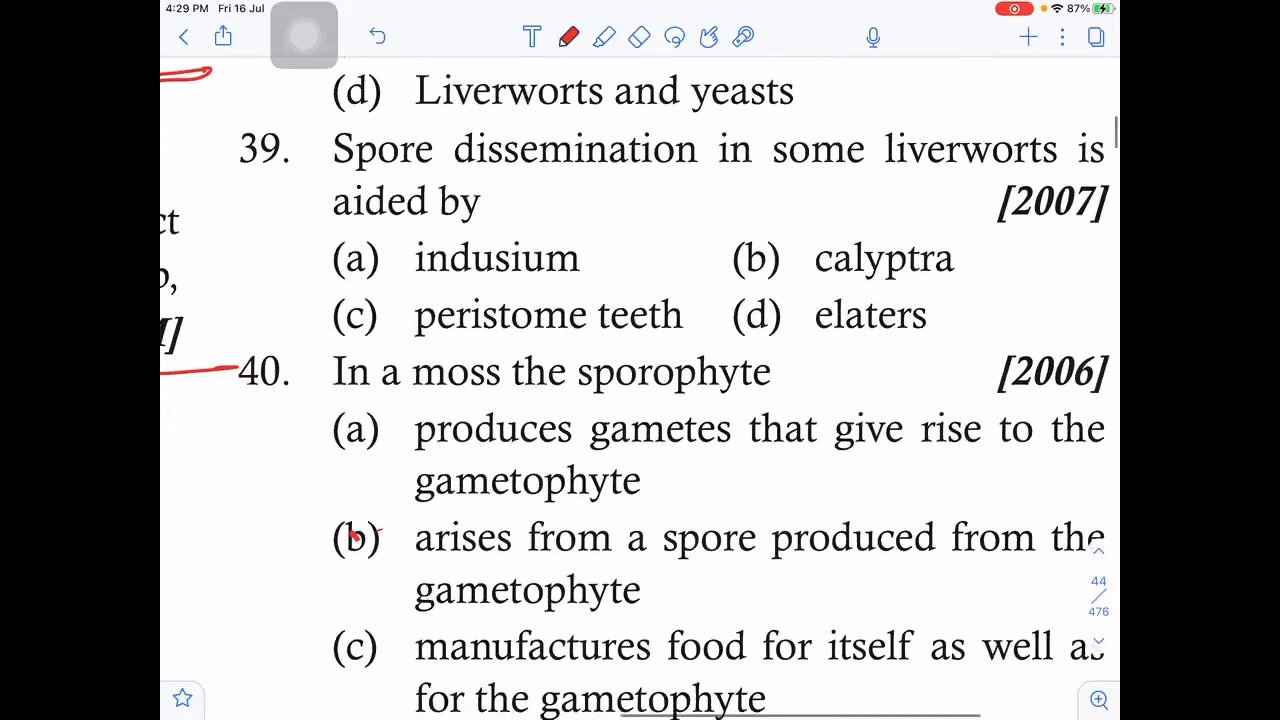 4:29 PM Fri 16 Jul
87%
(d) Liverworts and yeasts
39. Spore dissemination in some liverworts is
aided by [2007]
ct
(a) indusium (b) calyptra
(c) peristome teeth (d) elaters
40. In a moss the sporophyte [2006]
(a) produces gametes that give rise to the
gametophyte
(b) arises from a spore produced from the
gametophyte
44
476
(c) manufactures food for itself as well as
for the gametophyte